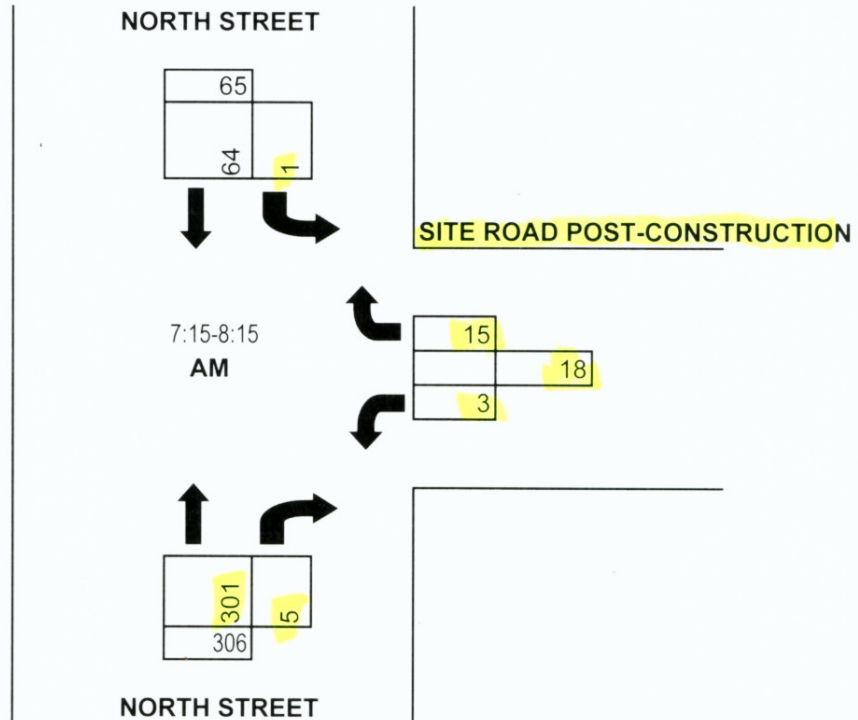 NORTH STREET
65
64
1
SITE ROAD POST-CONSTRUCTION
7:15-8:15
AM
15
18
3
301
5
306
NORTH STREET